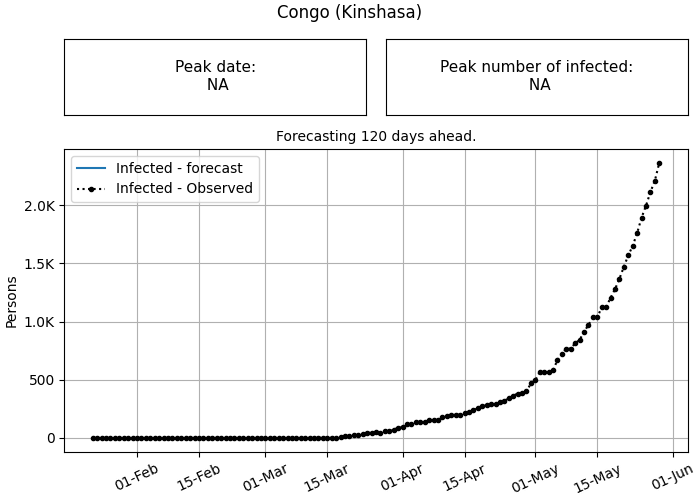 Congo (Kinshasa)
Peak date:
NA
Peak number of infected:
NA
Forecasting 120 days ahead.
Infected - forecast
Infected - Observed
Persons
2.0K
1.5K
1.0K
500
0
01-Feb
15-Feb
01-Mar
15-Mar
01-Apr
15-Apr
01-May
15-May
01-Jun